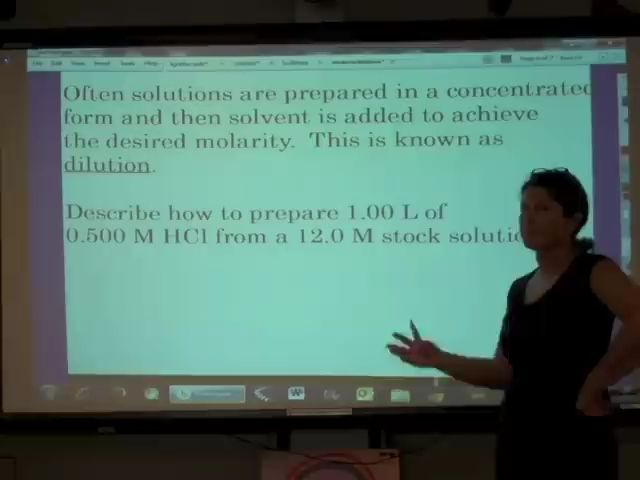 Often solutions are prepared in a concentrated
form and then solvent is added to achieve
the desired molarity. This is known as
dilution.
Describe how to prepare 1.00 L of
0.500 M HCl from a 12.0 M stock solutio